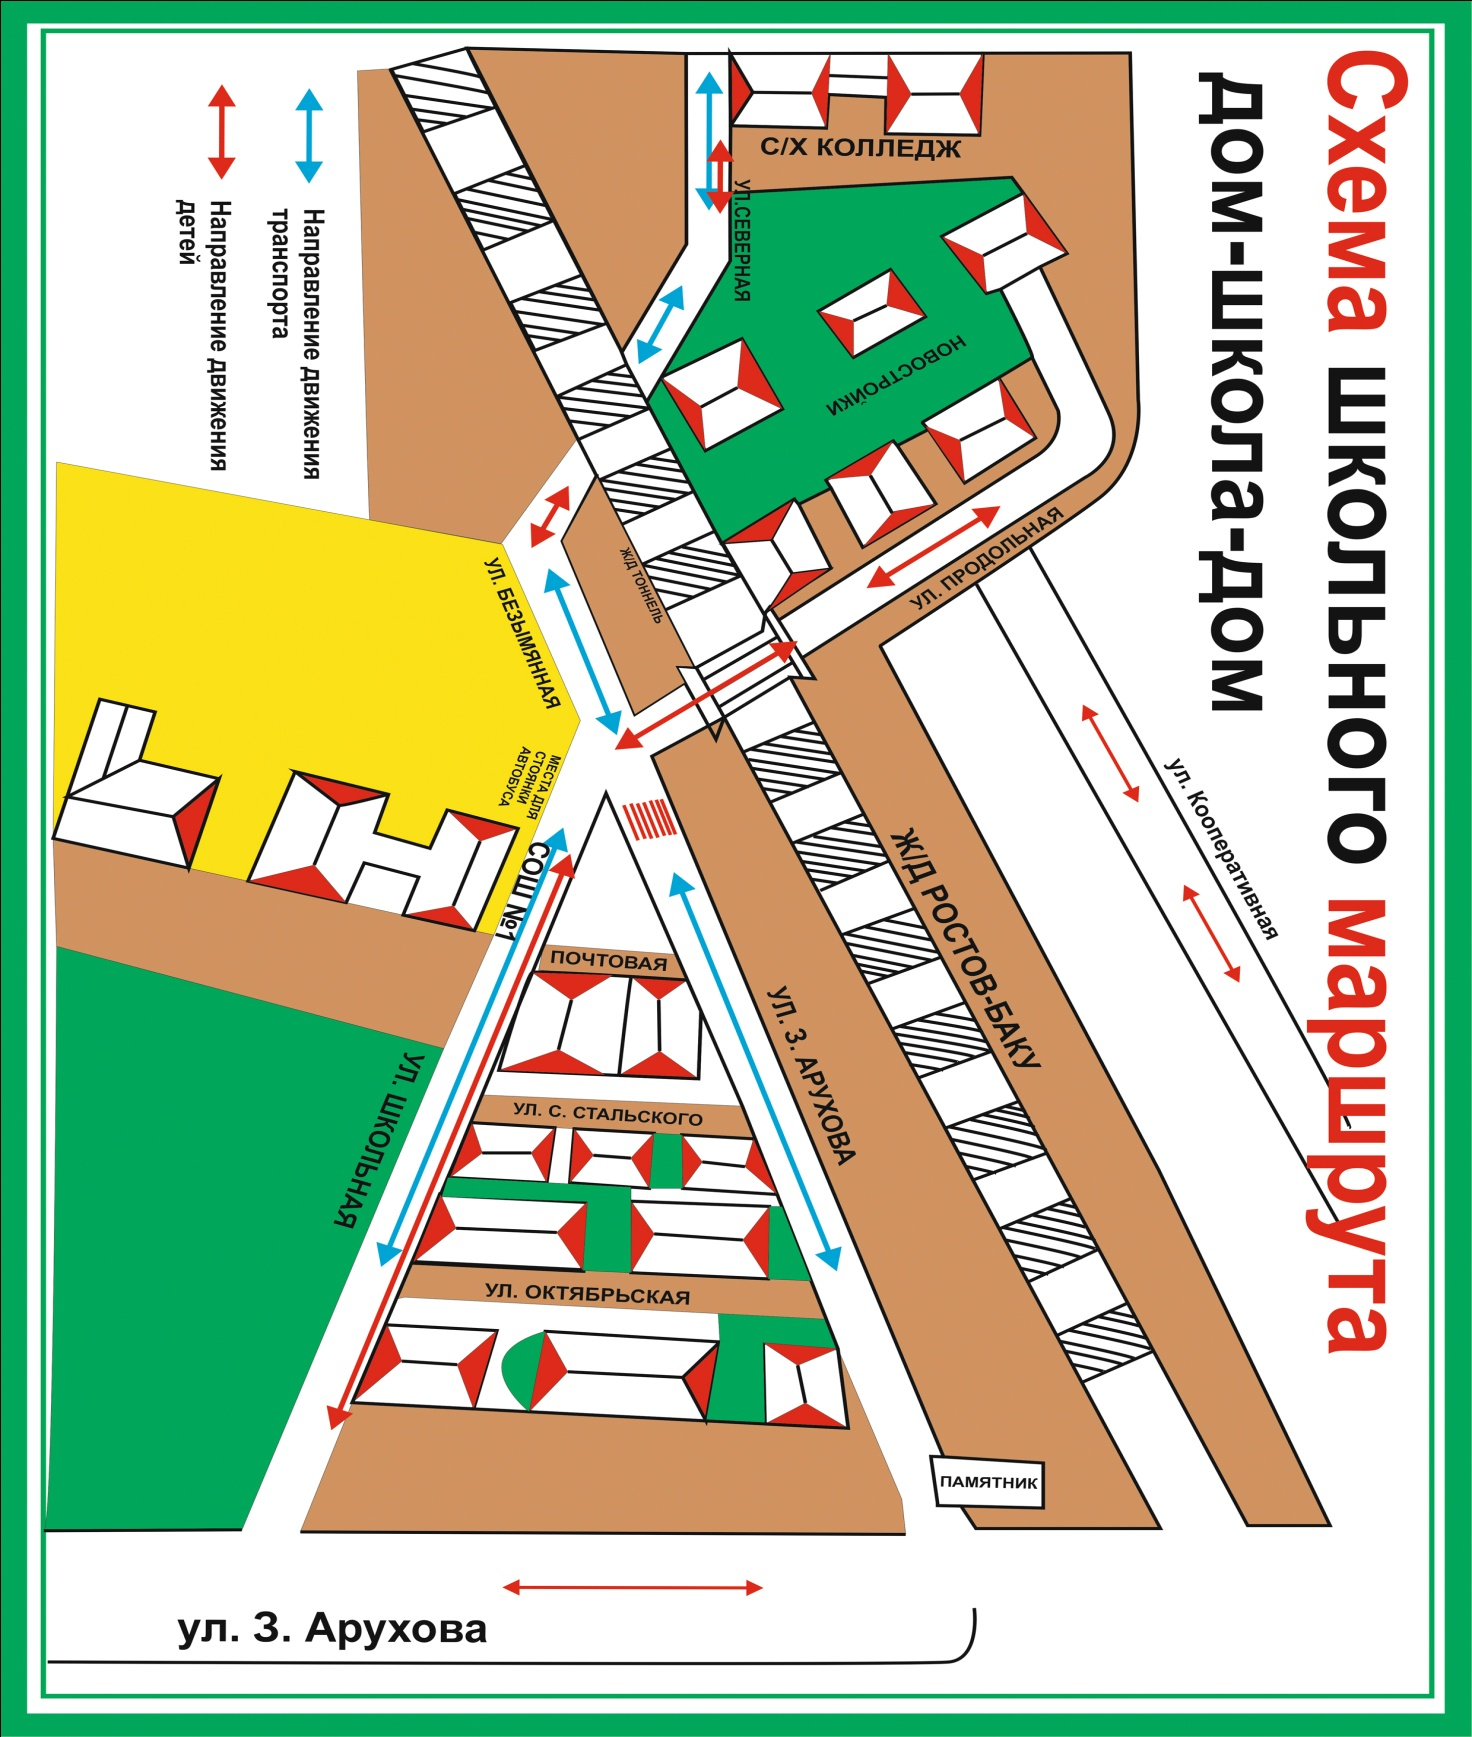 Схема школьного маршрута
дом-школа-дом
С/Х КОЛЛЕДЖ
УЛ.СЕВЕРНАЯ
НОВОСТРОЙКИ
УЛ. ПРОДОЛЬНАЯ
ул. Кооперативная
Ж/Д РОСТОВ-БАКУ
Ж/Д ТОННЕЛЬ
Направление движения
транспорта
Направление движения
детей
УЛ. БЕЗЫМЯННАЯ
МЕСТА ДЛЯ
СТОЯНКИ
АВТОБУСА
СОШ №1
ПОЧТОВАЯ
УЛ. З. АРУХОВА
УЛ. ШКОЛЬНАЯ
УЛ. С. СТАЛЬСКОГО
УЛ. ОКТЯБРЬСКАЯ
ПАМЯТНИК
ул. З. Арухова